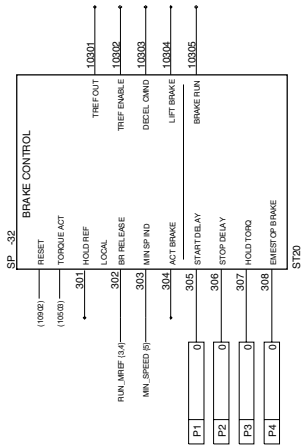 SP -32
BRAKE CONTROL
(10902) RESET
(10503) TORQUE ACT TREF OUT 10301
301 HOLD REF
LOCAL
RUN_MREF (3,4) 302 BR RELEASE TREF ENABLE 10302
MIN_SPEED (5) 303 MIN SP IND DECEL CMND 10303
304 ACT BRAKE LIFT BRAKE 10304
P1 0 305 START DELAY BRAKE RUN 10305
P2 0 306 STOP DELAY
P3 0 307 HOLD TORQ
P4 0 308 EMESTOP BRAKE
ST20